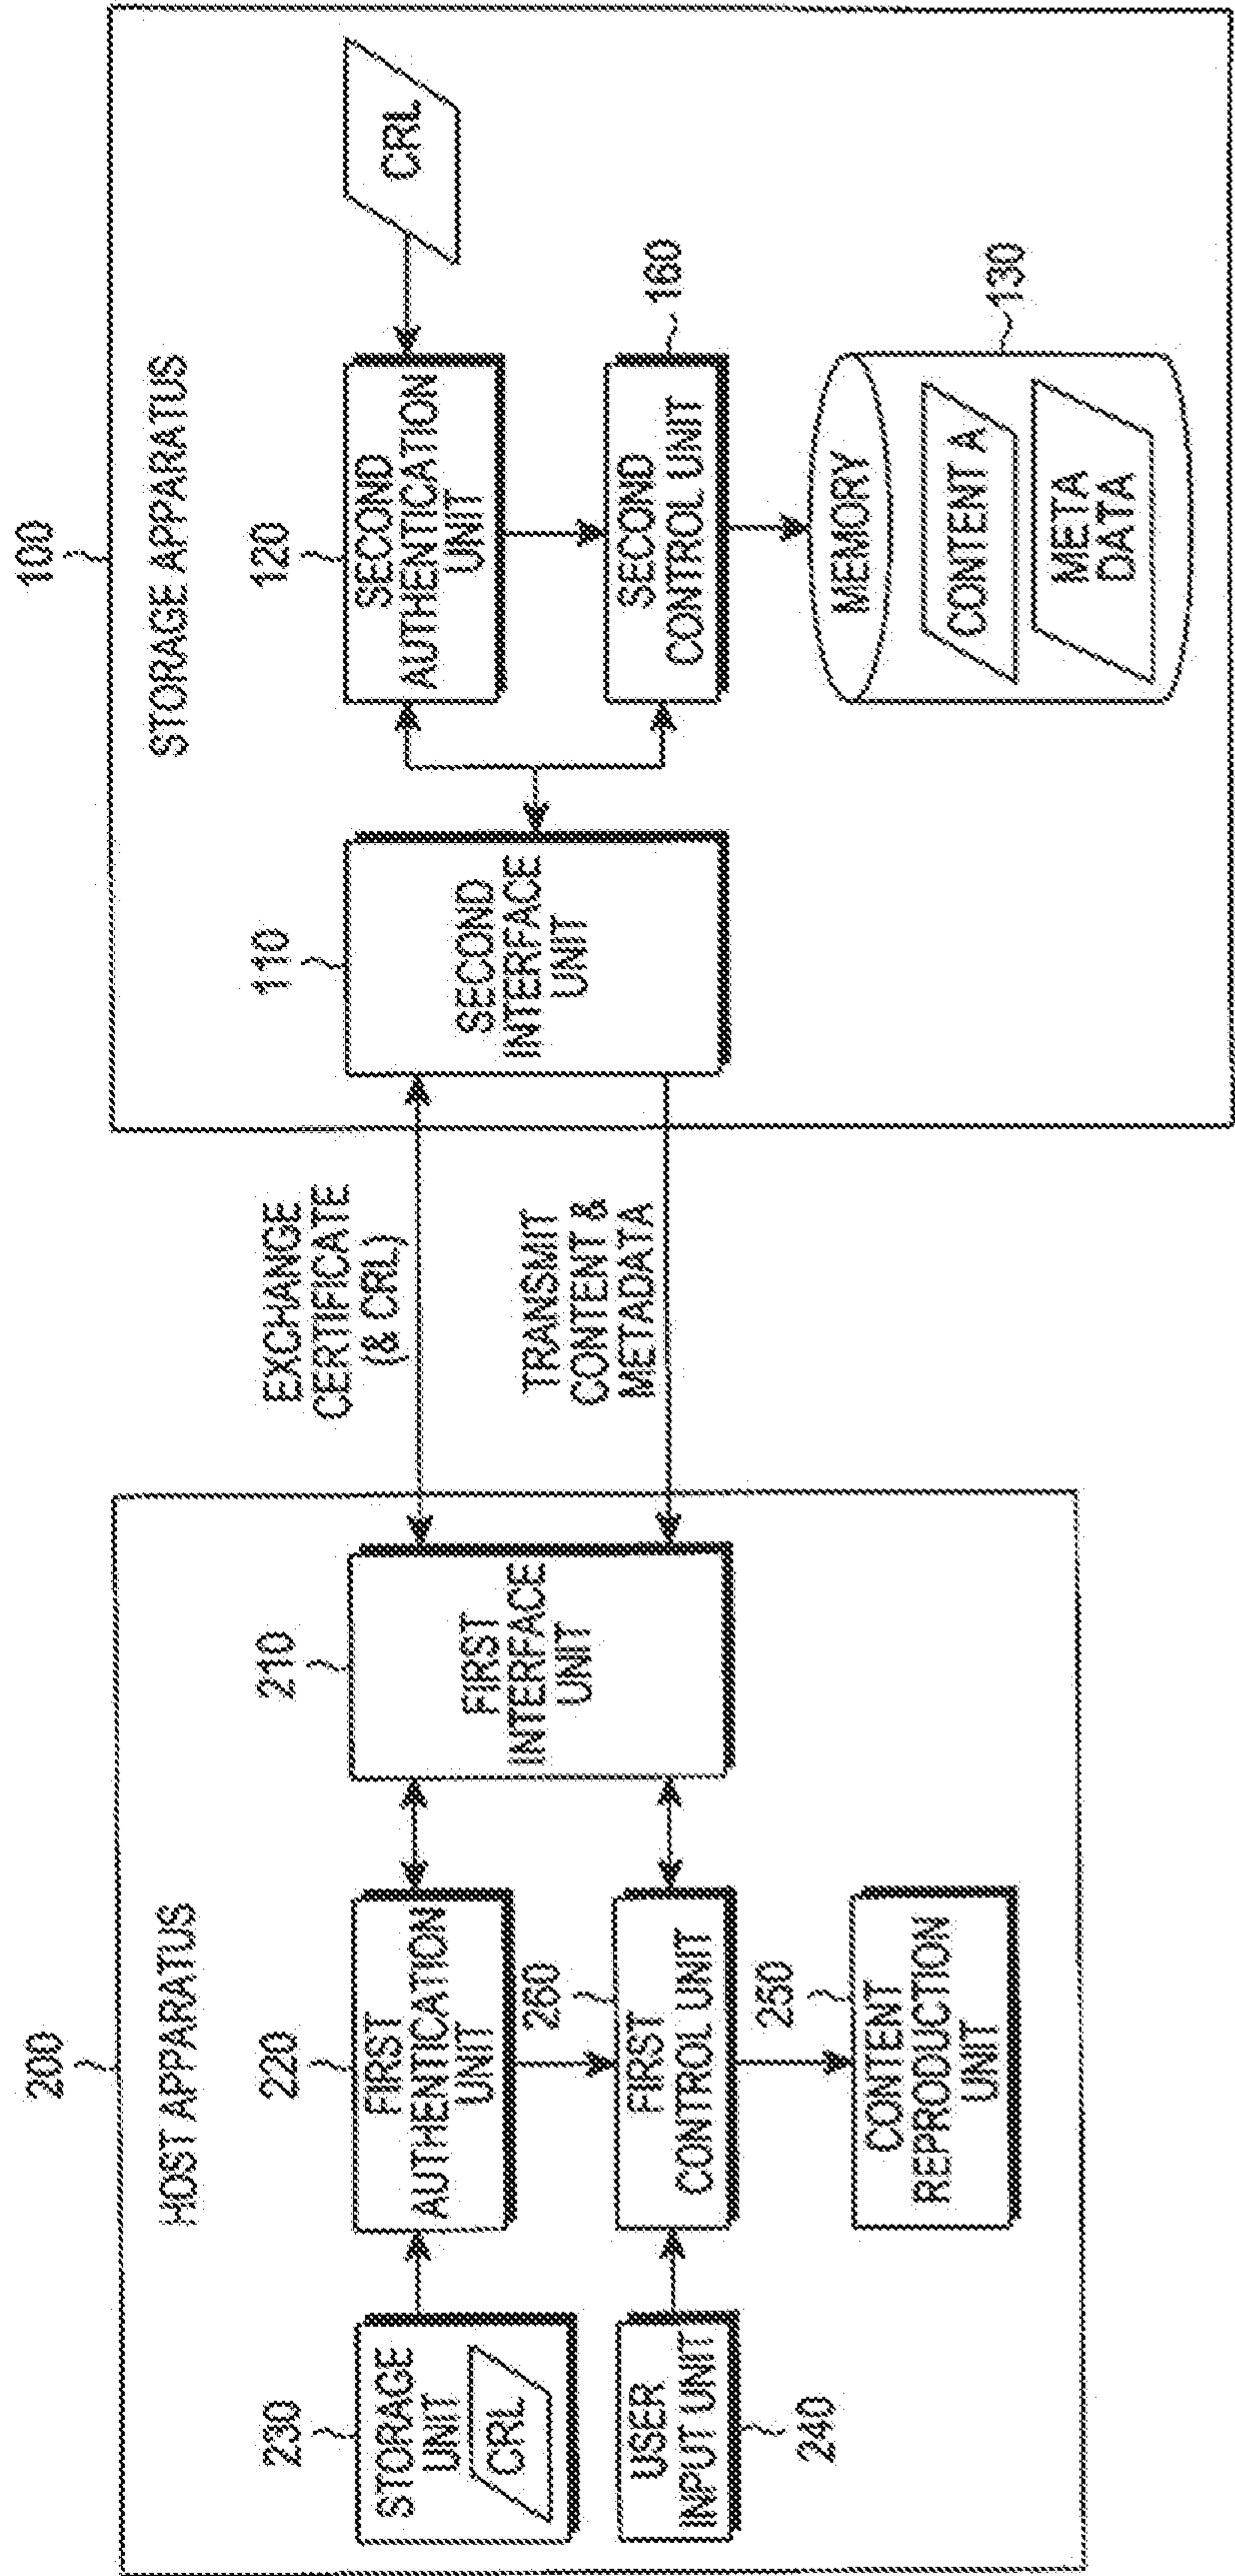 200
HOST APPARATUS
230
STORAGE
UNIT
CRL
220
FIRST
AUTHENTICATION
UNIT
210
FIRST
INTERFACE
UNIT
USER
INPUT UNIT
240
260
FIRST
CONTROL UNIT
250
CONTENT
REPRODUCTION
UNIT
EXCHANGE
CERTIFICATE
(& CRL)
TRANSMIT
CONTENT &
METADATA
100
STORAGE APPARATUS
110
SECOND
INTERFACE
UNIT
120
SECOND
AUTHENTICATION
UNIT
CRL
160
SECOND
CONTROL UNIT
130
MEMORY
CONTENT A
META
DATA